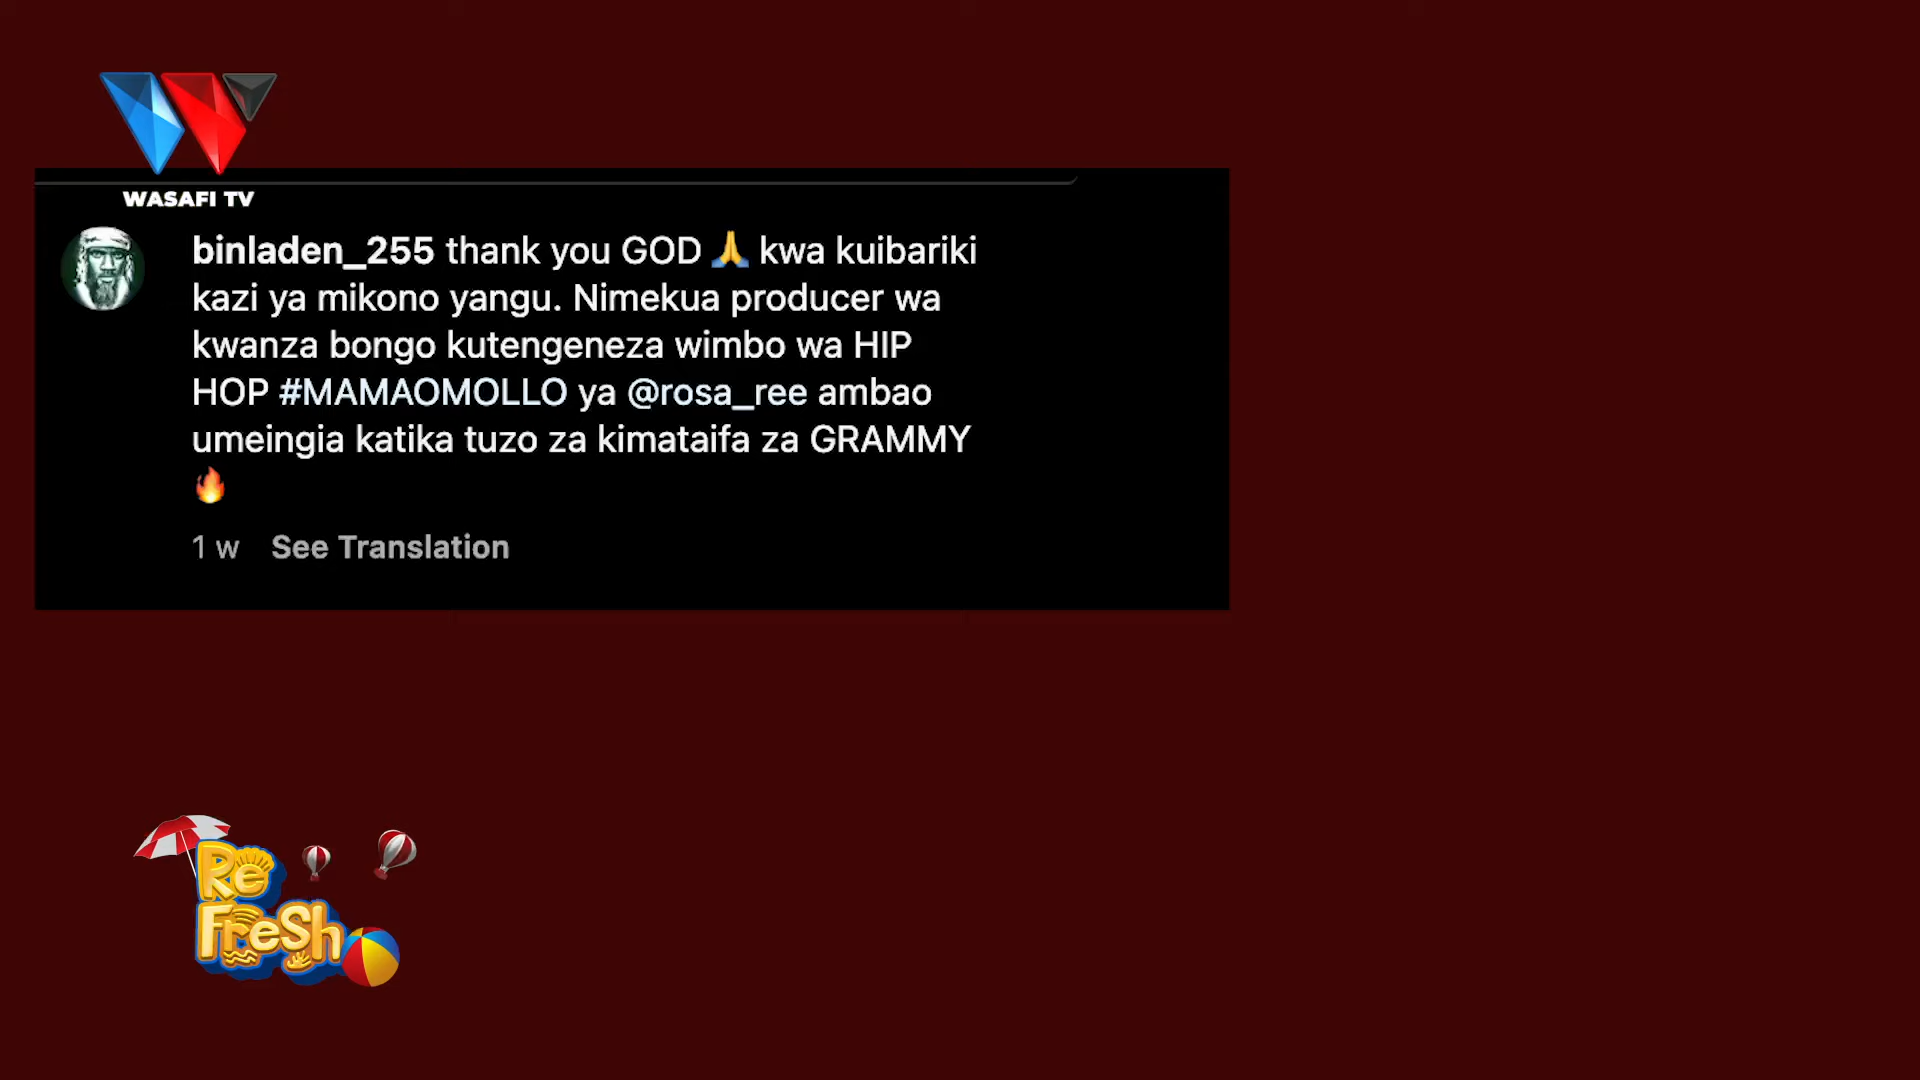 WASAFI TV
binladen_255 thank you GOD 🙏 kwa kuibariki
kazi ya mikono yangu. Nimekua producer wa
kwanza bongo kutengeneza wimbo wa HIP
HOP #MAMAOMOLLO ya @rosa_ree ambao
umeingia katika tuzo za kimataifa za GRAMMY
🔥
1 w See Translation
Re
FreSh